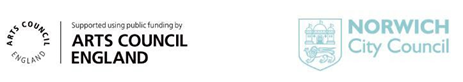 ARTS COUNCIL
ENGLAND
Supported using public funding by
ARTS COUNCIL
ENGLAND
NORWICH
City Council